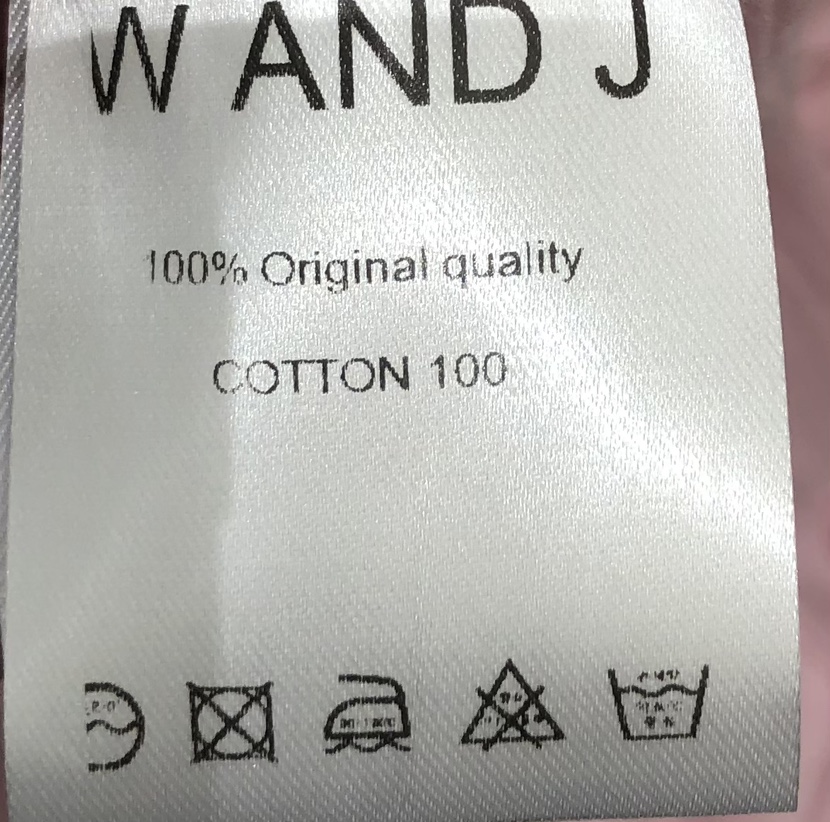 W AND J
100% Original quality
COTTON 100